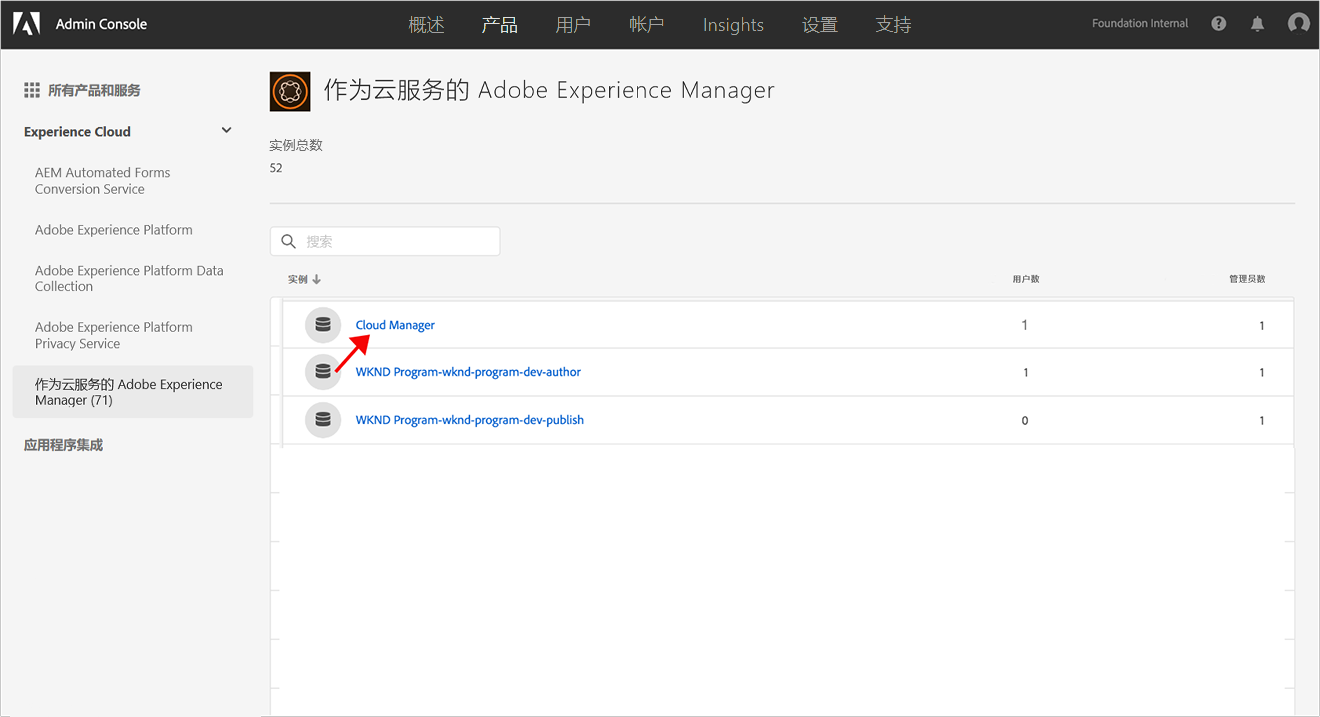 Admin Console
概述 产品 用户 帐户 Insights 设置 支持
Foundation Internal
所有产品和服务
Experience Cloud
AEM Automated Forms
Conversion Service
Adobe Experience Platform
Adobe Experience Platform Data
Collection
Adobe Experience Platform
Privacy Service
作为云服务的 Adobe Experience
Manager (71)
应用程序集成
作为云服务的 Adobe Experience Manager
实例总数
52
搜索
实例 用户数 管理员数
Cloud Manager 1 1
WKND Program-wknd-program-dev-author 1 1
WKND Program-wknd-program-dev-publish 0 1